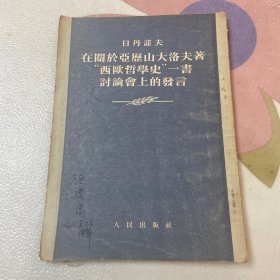 日丹諾夫
在關於亞歷山大洛夫著
“西歐哲學史”一書
討論會上的發言
人民出版社